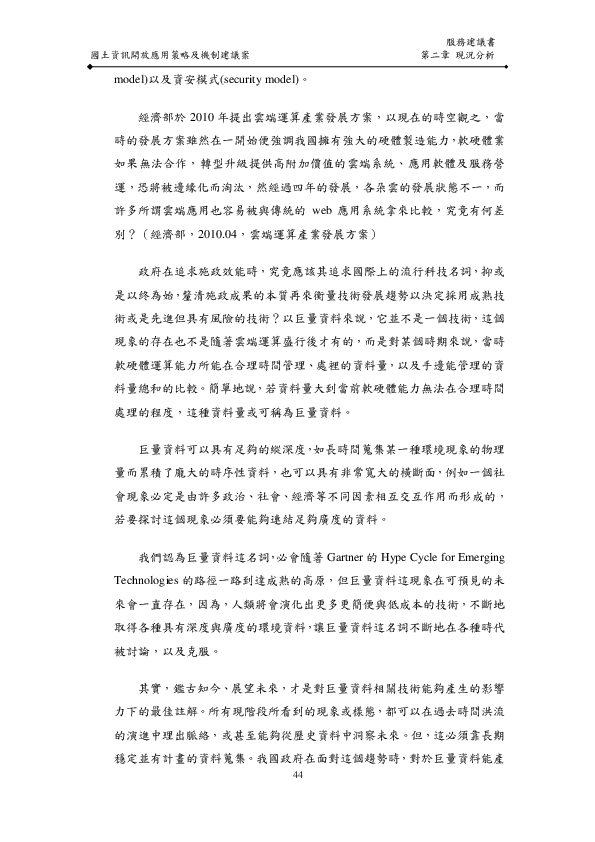 服務建議書
國土資訊開放應用策略及機制建議案
第二章 現況分析
model)以及資安模式(security model)。
經濟部於 2010 年提出雲端運算產業發展方案，以現在的時空觀之，當
時的發展方案雖然在一開始便強調我國擁有強大的硬體製造能力，軟硬體業
如果無法合作，轉型升級提供高附加價值的雲端系統、應用軟體及服務營
運，恐將被邊緣化而淘汰，然經過四年的發展，各朵雲的發展狀態不一，而
許多所謂雲端應用也容易被與傳統的 web 應用系統拿來比較，究竟有何差
別？（經濟部，2010.04，雲端運算產業發展方案）
政府在追求施政效能時，究竟應該其追求國際上的流行科技名詞，抑或
是以終為始，釐清施政成果的本質再來衡量技術發展趨勢以決定採用成熟技
術或是先進但具有風險的技術？以巨量資料來說，它並不是一個技術，這個
現象的存在也不是隨著雲端運算盛行後才有的，而是對某個時期來說，當時
軟硬體運算能力所能在合理時間管理、處裡的資料量，以及手邊能管理的資
料量總和的比較。簡單地說，若資料量大到當前軟硬體能力無法在合理時間
處理的程度，這種資料量或可稱為巨量資料。
巨量資料可以具有足夠的縱深度，如長時間蒐集某一種環境現象的物理
量而累積了龐大的時序性資料，也可以具有非常寬大的橫斷面，例如一個社
會現象必定是由許多政治、社會、經濟等不同因素相互交互作用而形成的，
若要探討這個現象必須要能夠連結足夠廣度的資料。
我們認為巨量資料這名詞，必會隨著 Gartner 的 Hype Cycle for Emerging
Technologies 的路徑一路到達成熟的高原，但巨量資料這現象在可預見的未
來會一直存在，因為，人類將會演化出更多更簡便與低成本的技術，不斷地
取得各種具有深度與廣度的環境資料，讓巨量資料這名詞不斷地在各種時代
被討論，以及克服。
其實，鑑古知今、展望未來，才是對巨量資料相關技術能夠產生的影響
力下的最佳註解。所有現階段所看到的現象或樣態，都可以在過去時間洪流
的演進中理出脈絡，或甚至能夠從歷史資料中洞察未來。但，這必須靠長期
穩定並有計畫的資料蒐集。我國政府在面對這個趨勢時，對於巨量資料能產
44